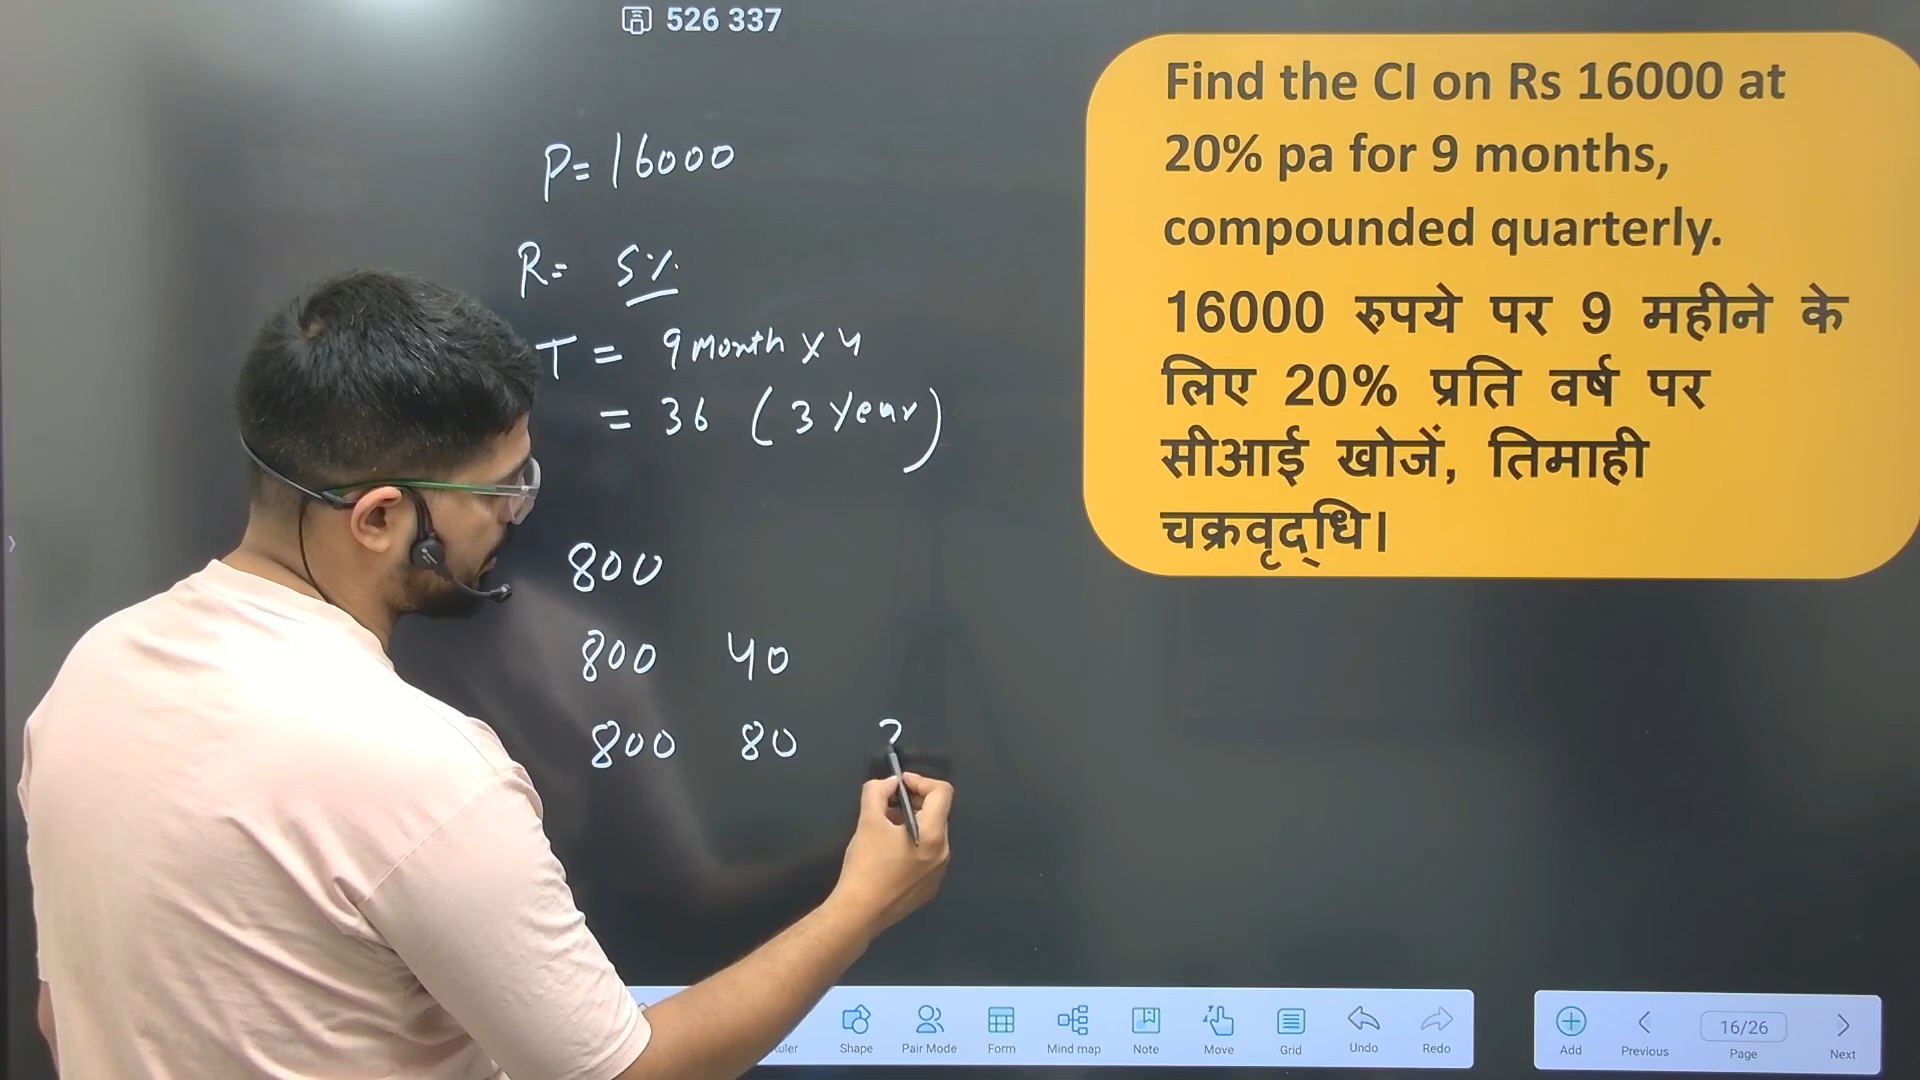 526 337
P=16000
R= 5%
T = 9 month x 4
= 36 (3 year)
800
800 40
800 80 2
Find the CI on Rs 16000 at
20% pa for 9 months,
compounded quarterly.
16000 रुपये पर 9 महीने के
लिए 20% प्रति वर्ष पर
सीआई खोजें, तिमाही
चक्रवृद्धि।
Shape Pair Mode Form Mind map Note Move Grid Undo Redo
Add Previous 16/26 Page Next